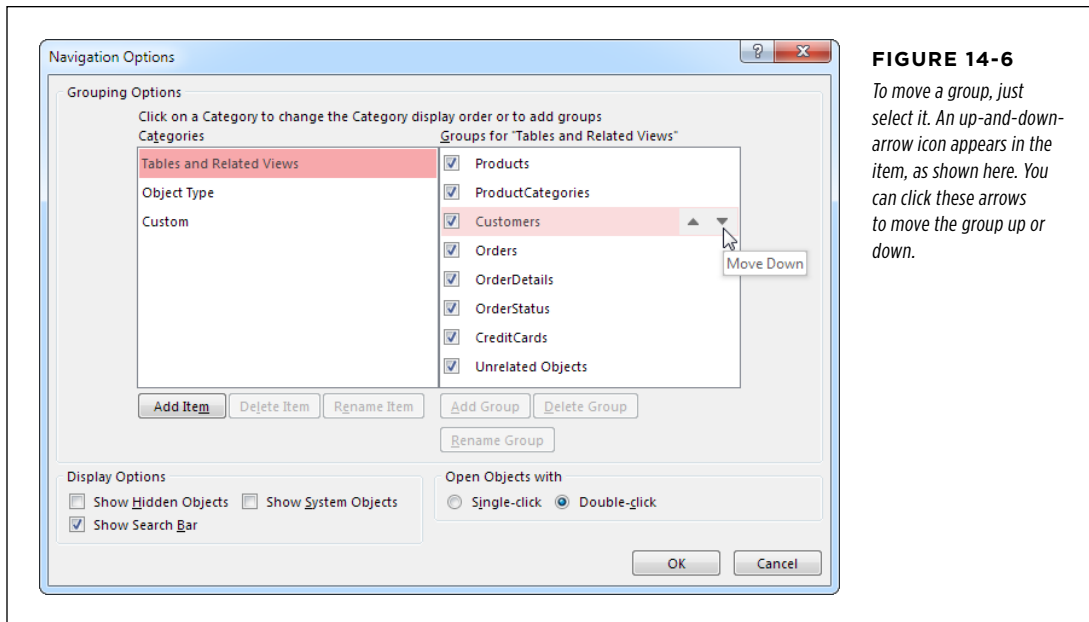 Navigation Options
?
Grouping Options
Click on a Category to change the Category display order or to add groups
Categories
Groups for "Tables and Related Views"
Tables and Related Views
Object Type
Custom
Products
ProductCategories
Customers
Orders
Move Down
OrderDetails
OrderStatus
CreditCards
Unrelated Objects
Add Item
Delete Item
Rename Item
Add Group
Delete Group
Rename Group
Display Options
Show Hidden Objects
Show System Objects
Show Search Bar
Open Objects with
Single-click
Double-click
OK
Cancel
FIGURE 14-6
To move a group, just
select it. An up-and-down-
arrow icon appears in the
item, as shown here. You
can click these arrows
to move the group up or
down.